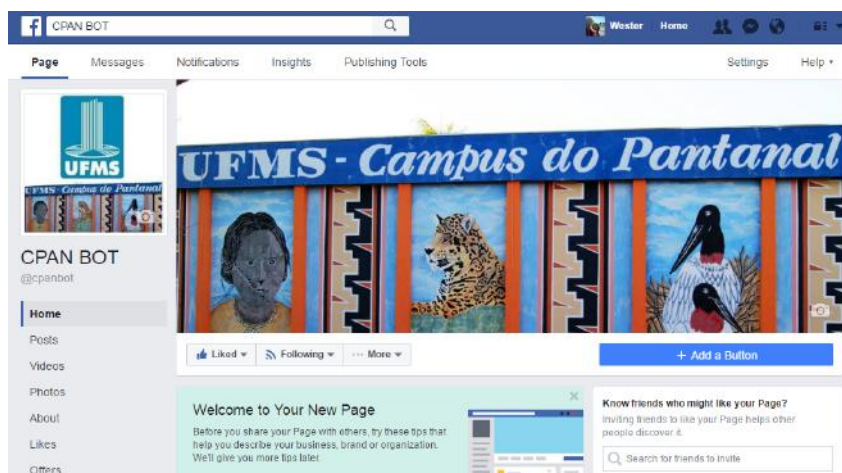 CPAN BOT
Wester Home
Page Messages Notifications Insights Publishing Tools Settings Help
UFMS
UFMS - Campus do Pantanal
UFMS - Campus do Pantanal
CPAN BOT
@cpanbot
Home
Posts
Videos
Photos
About
Likes
Offers
Liked Following More
+ Add a Button
Welcome to Your New Page
Before you share your Page with others, try these tips that
help you describe your business, brand or organization.
We'll give you more tips later.
Know friends who might like your Page?
Inviting friends to like your Page helps other
people discover it.
Search for friends to invite